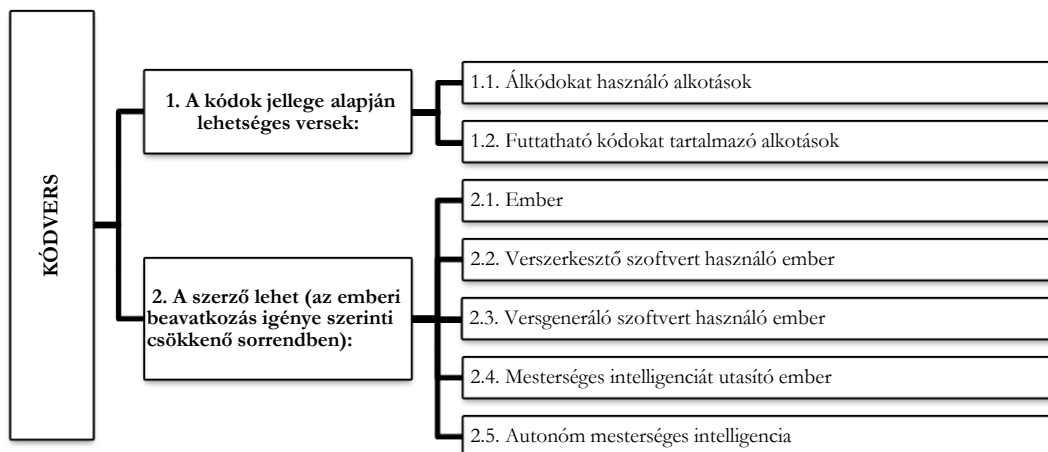 KÓDVERS
1. A kódok jellege alapján
lehetséges versek:
1.1. Álkódokat használó alkotások
1.2. Futtatható kódokat tartalmazó alkotások
2. A szerző lehet (az emberi
beavatkozás igénye szerinti
csökkenő sorrendben):
2.1. Ember
2.2. Verszerkesztő szoftvert használó ember
2.3. Versgeneráló szoftvert használó ember
2.4. Mesterséges intelligenciát utasító ember
2.5. Autonóm mesterséges intelligencia